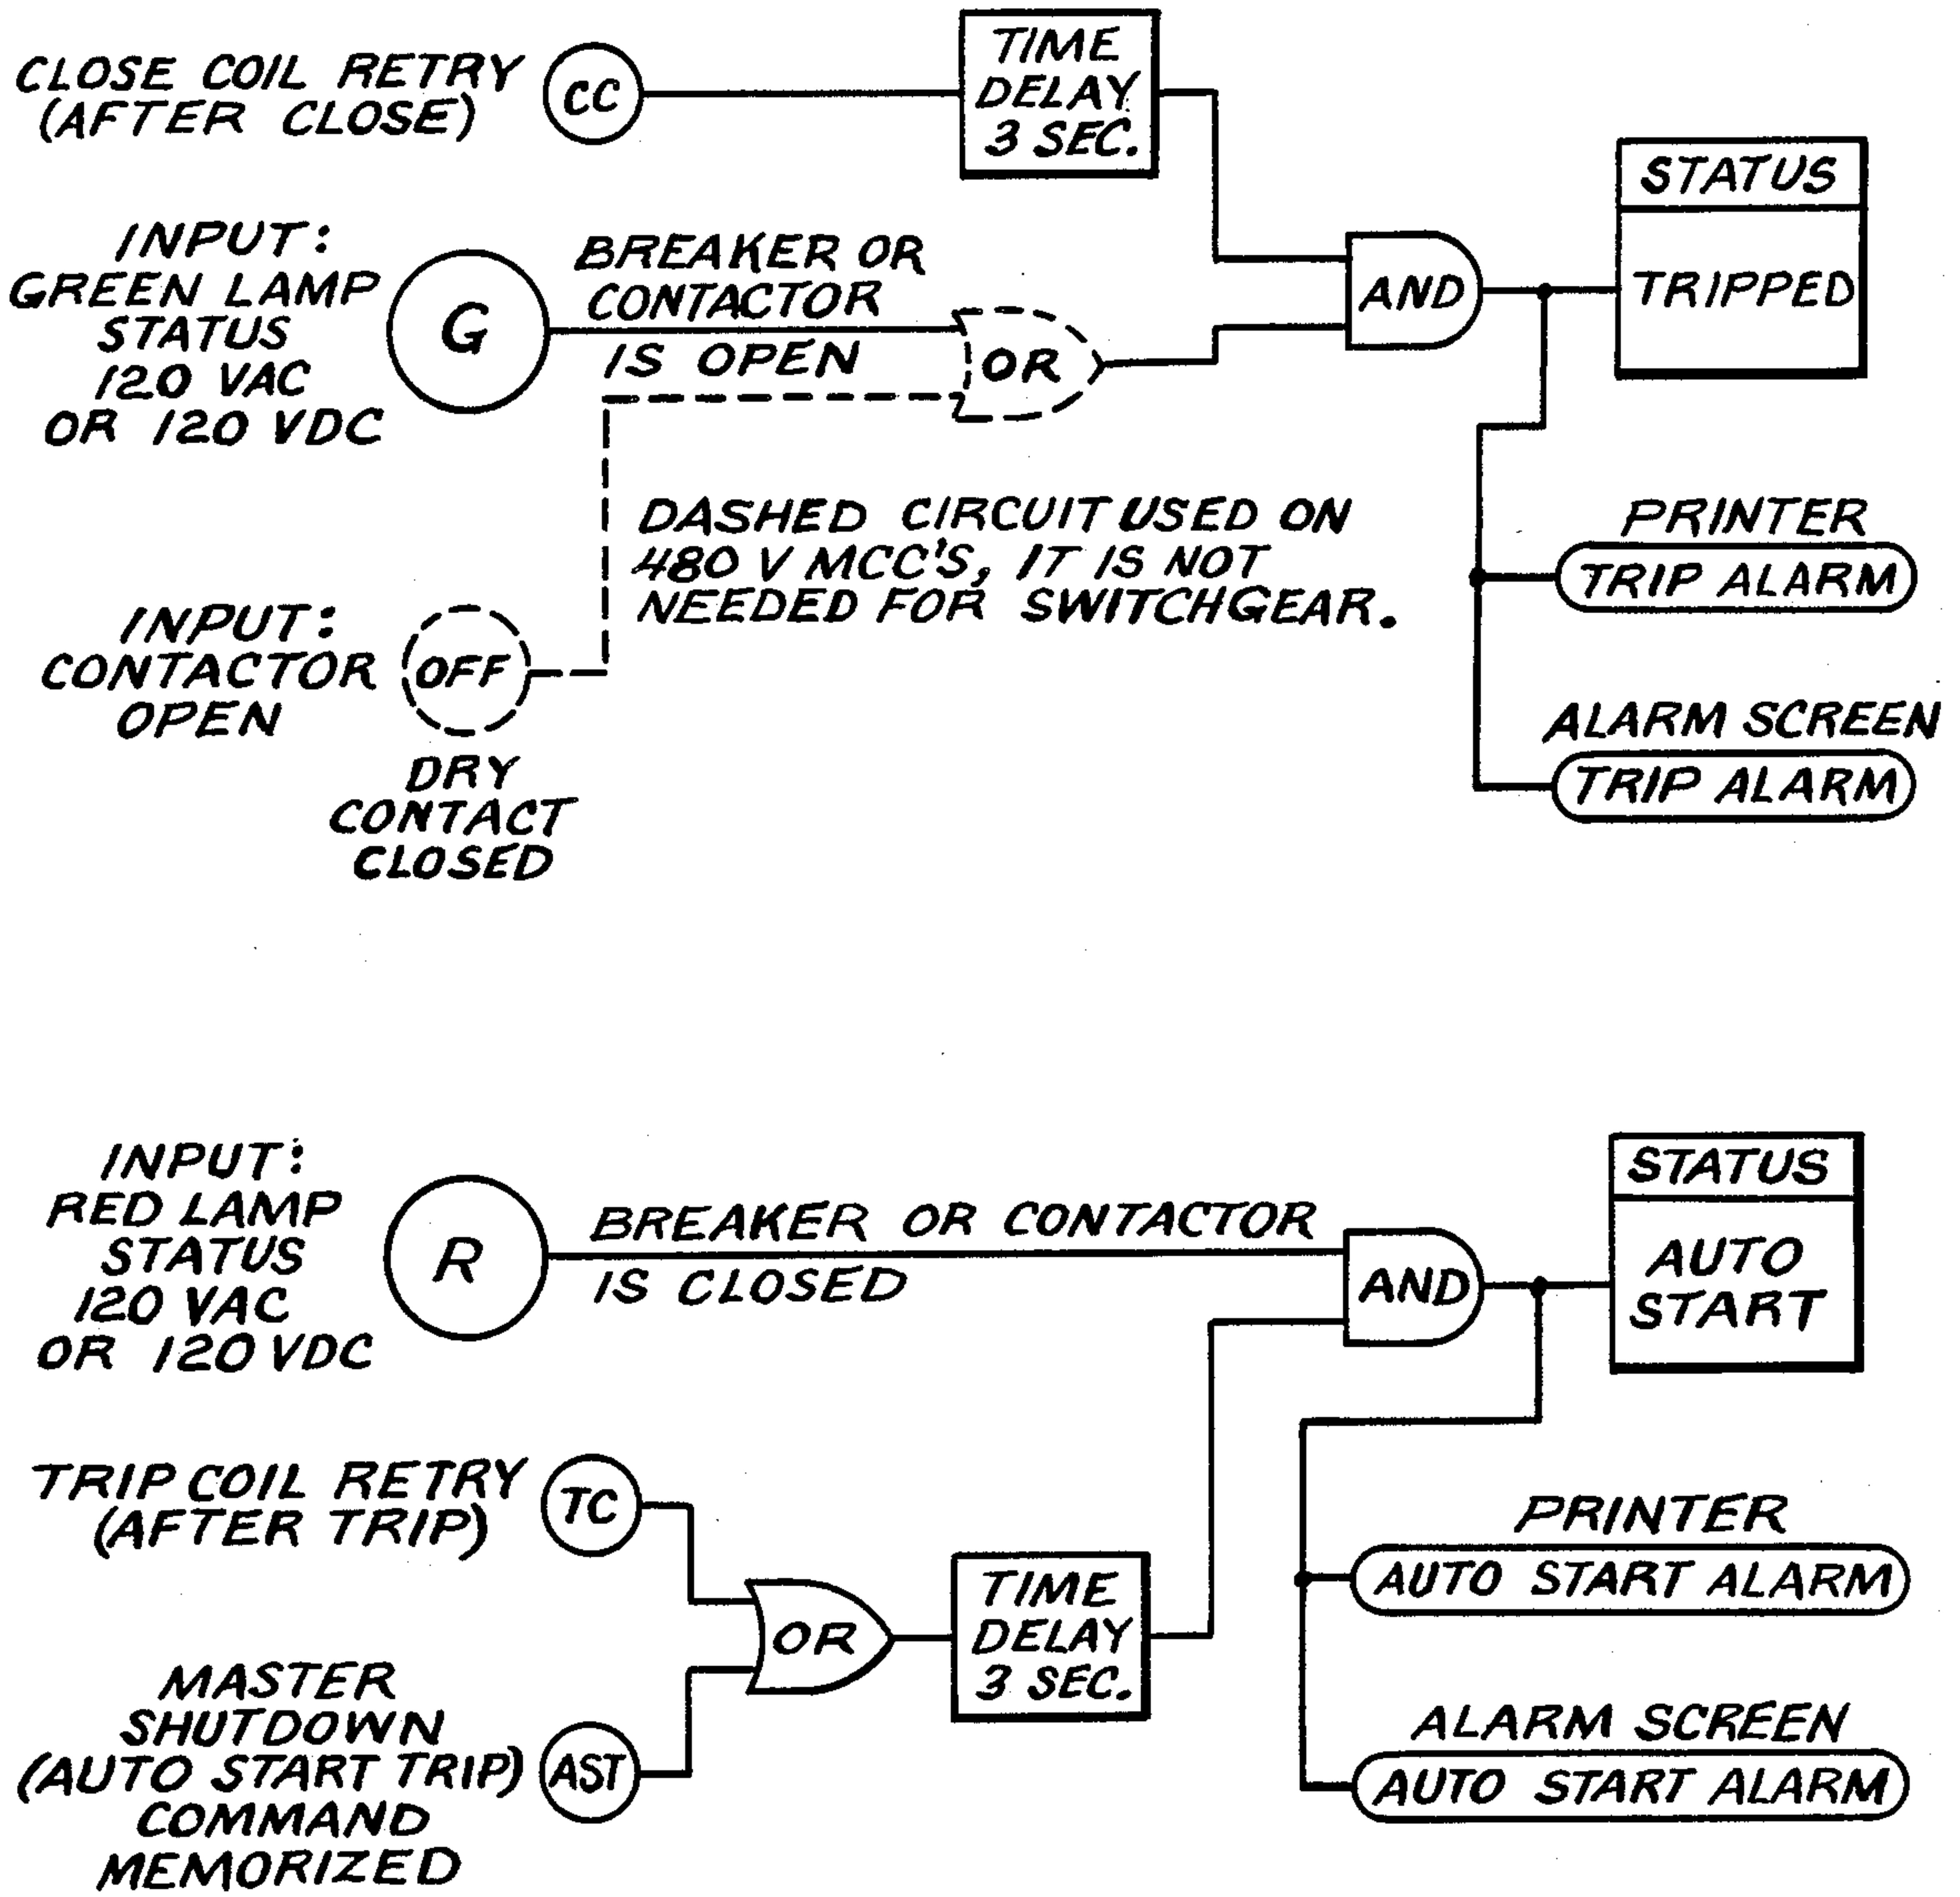 CLOSE COIL RETRY
(AFTER CLOSE)
CC
TIME
DELAY
3 SEC.
INPUT:
GREEN LAMP
STATUS
120 VAC
OR 120 VDC
G
BREAKER OR
CONTACTOR
IS OPEN
OR
AND
STATUS
TRIPPED
DASHED CIRCUIT USED ON
480 V MCC'S, IT IS NOT
NEEDED FOR SWITCHGEAR.
INPUT:
CONTACTOR
OPEN
OFF
DRY
CONTACT
CLOSED
PRINTER
TRIP ALARM
ALARM SCREEN
TRIP ALARM
INPUT:
RED LAMP
STATUS
120 VAC
OR 120 VDC
R
BREAKER OR CONTACTOR
IS CLOSED
AND
STATUS
AUTO
START
TRIP COIL RETRY
(AFTER TRIP)
TC
OR
TIME
DELAY
3 SEC.
MASTER
SHUTDOWN
(AUTO START TRIP)
COMMAND
MEMORIZED
AST
PRINTER
AUTO START ALARM
ALARM SCREEN
AUTO START ALARM